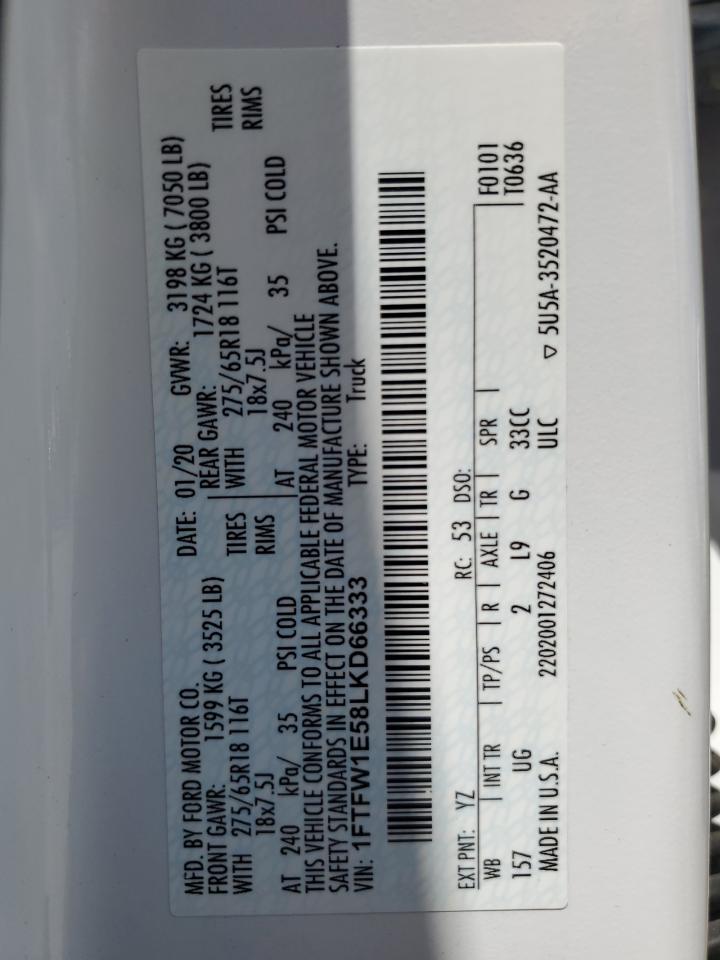 MFD. BY FORD MOTOR CO. DATE: 01/20 GVWR: 3198 KG ( 7050 LB)
FRONT GAWR: 1599 KG ( 3525 LB) REAR GAWR: 1724 KG ( 3800 LB)
WITH 275/65R18 116T TIRES WITH 275/65R18 116T TIRES
18x7.5J RIMS 18x7.5J RIMS
AT 240 kPa/ 35 PSI COLD AT 240 kPa/ 35 PSI COLD
THIS VEHICLE CONFORMS TO ALL APPLICABLE FEDERAL MOTOR VEHICLE
SAFETY STANDARDS IN EFFECT ON THE DATE OF MANUFACTURE SHOWN ABOVE.
VIN: 1FTFW1E58LKD66333 TYPE: Truck
EXT PNT: YZ RC: 53 DSO: F0101
WB INT TR TP/PS R AXLE TR SPR T0636
157 UG 2 L9 G 33CC
MADE IN U.S.A. 2202001272406 ULC ▽ 5U5A-3520472-AA